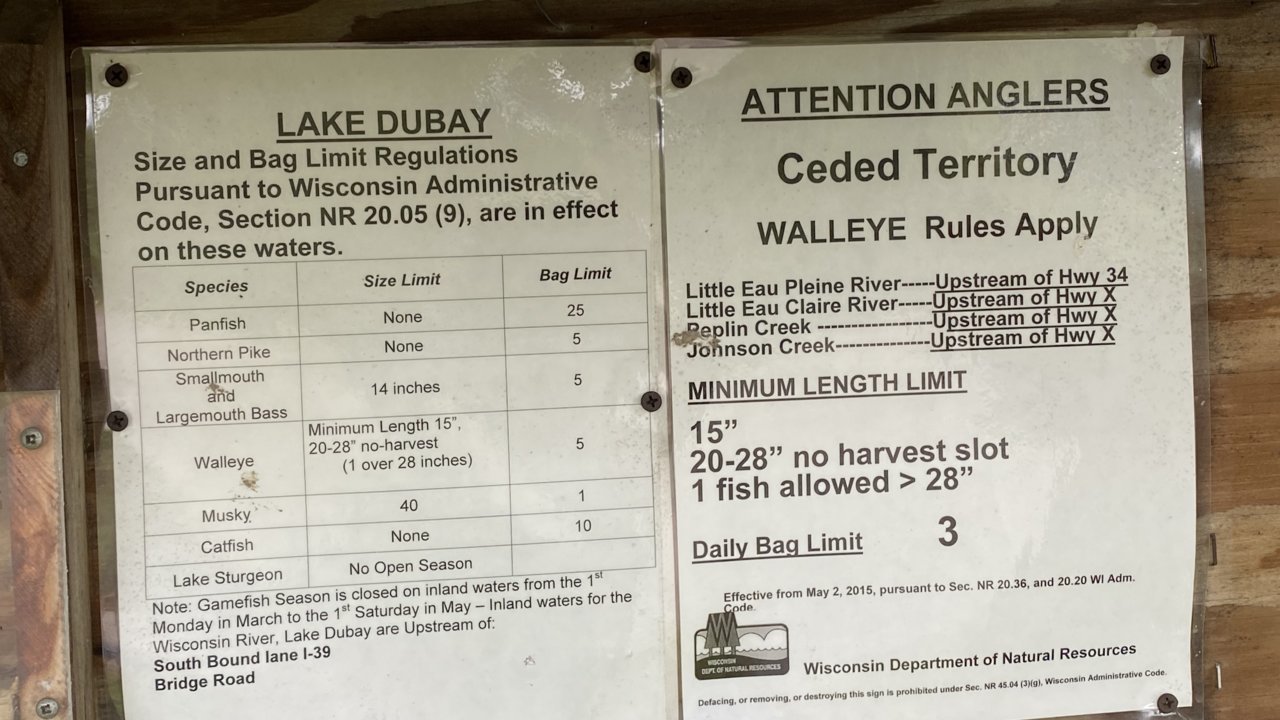 LAKE DUBAY
Size and Bag Limit Regulations
Pursuant to Wisconsin Administrative
Code, Section NR 20.05 (9), are in effect
on these waters.
Species Size Limit Bag Limit
Panfish None 25
Northern Pike None 5
Smallmouth
and
Largemouth Bass 14 inches 5
Walleye Minimum Length 15”,
20-28” no-harvest
(1 over 28 inches) 5
Musky 40 1
Catfish None 10
Lake Sturgeon No Open Season
Note: Gamefish Season is closed on inland waters from the 1st
Monday in March to the 1st Saturday in May – Inland waters for the
Wisconsin River, Lake Dubay are Upstream of:
South Bound lane I-39
Bridge Road
ATTENTION ANGLERS
Ceded Territory
WALLEYE Rules Apply
Little Eau Pleine River-----Upstream of Hwy 34
Little Eau Claire River-----Upstream of Hwy X
Peplin Creek -----------------Upstream of Hwy X
Johnson Creek--------------Upstream of Hwy X
MINIMUM LENGTH LIMIT
15”
20-28” no harvest slot
1 fish allowed > 28”
Daily Bag Limit 3
Effective from May 2, 2015, pursuant to Sec. NR 20.36, and 20.20 WI Adm.
Code.
W
WISCONSIN
DEPT. OF NATURAL RESOURCES
Wisconsin Department of Natural Resources
Defacing, or removing, or destroying this sign is prohibited under Sec. NR 45.04 (3)(g), Wisconsin Administrative Code.